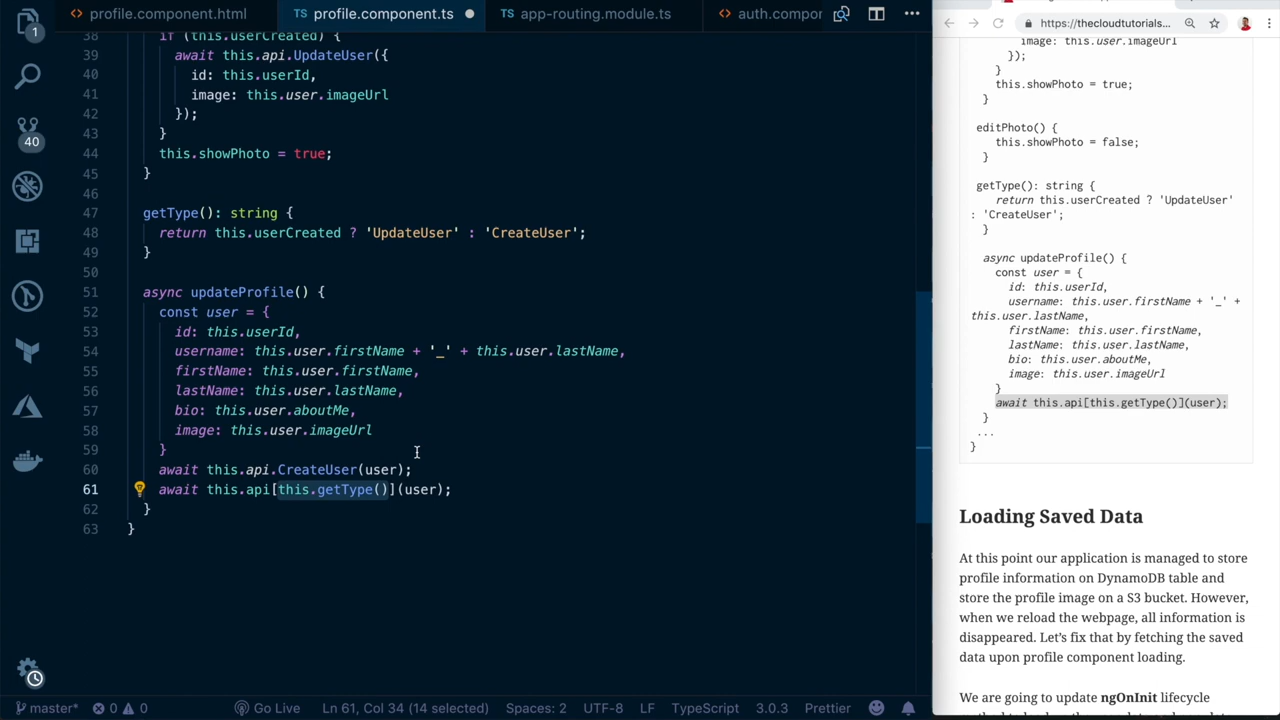 profile.component.html
TS profile.component.ts
TS app-routing.module.ts
auth.compor
1
40
38 if (this.userCreated) {
39 await this.api.UpdateUser({
40 id: this.userId,
41 image: this.user.imageUrl
42 });
43 }
44 this.showPhoto = true;
45 }
46
47 getType(): string {
48 return this.userCreated ? 'UpdateUser' : 'CreateUser';
49 }
50
51 async updateProfile() {
52 const user = {
53 id: this.userId,
54 username: this.user.firstName + '_' + this.user.lastName,
55 firstName: this.user.firstName,
56 lastName: this.user.lastName,
57 bio: this.user.aboutMe,
58 image: this.user.imageUrl
59 }
60 await this.api.CreateUser(user);
61 await this.api[this.getType()](user);
62 }
63 }
master*
0
0
Go Live
Ln 61, Col 34 (14 selected)
Spaces: 2
UTF-8
LF
TypeScript
3.0.3
Prettier
https://thecloudtutorials...
image: this.user.imageUrl
});
}
this.showPhoto = true;
}
editPhoto() {
this.showPhoto = false;
}
getType(): string {
return this.userCreated ? 'UpdateUser'
: 'CreateUser';
}
async updateProfile() {
const user = {
id: this.userId,
username: this.user.firstName + '_' +
this.user.lastName,
firstName: this.user.firstName,
lastName: this.user.lastName,
bio: this.user.aboutMe,
image: this.user.imageUrl
}
await this.api[this.getType()](user);
}
...
}
Loading Saved Data
At this point our application is managed to store
profile information on DynamoDB table and
store the profile image on a S3 bucket. However,
when we reload the webpage, all information is
disappeared. Let's fix that by fetching the saved
data upon profile component loading.
We are going to update ngOnInit lifecycle